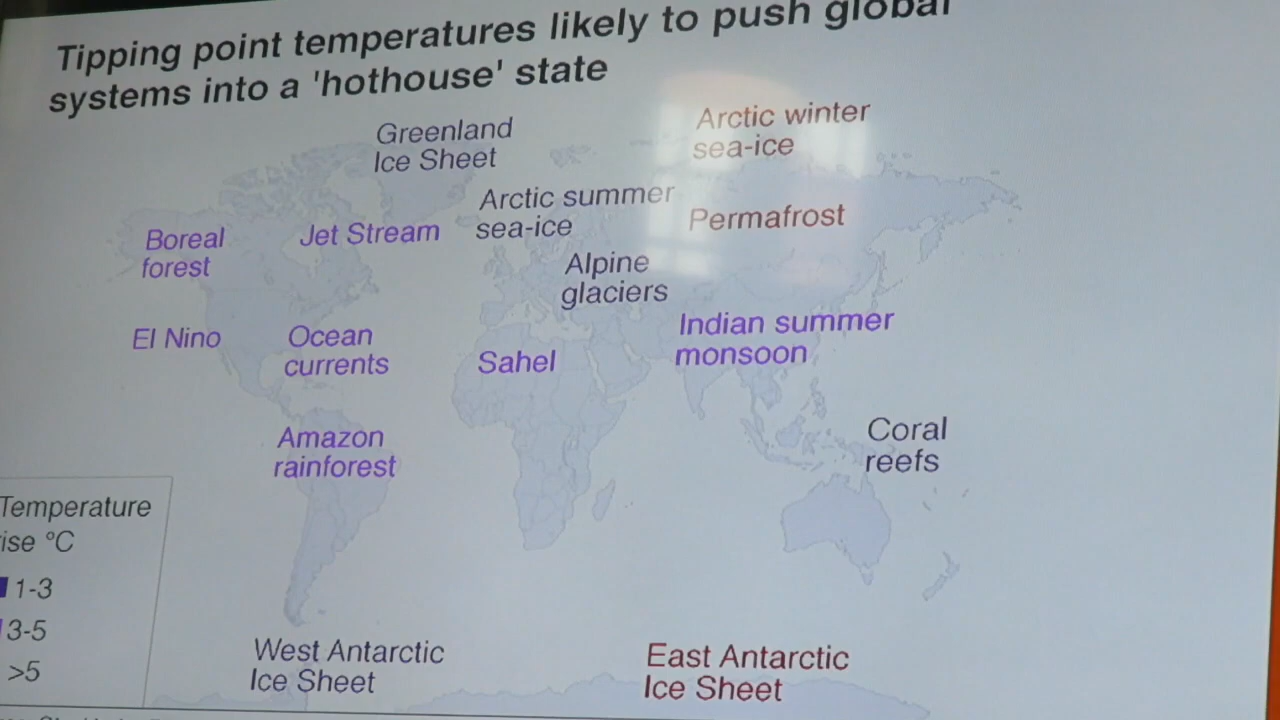 Tipping point temperatures likely to push global
systems into a 'hothouse' state
Greenland
Ice Sheet
Arctic winter
sea-ice
Arctic summer
sea-ice
Permafrost
Boreal
forest
Jet Stream
Alpine
glaciers
El Nino
Ocean
currents
Sahel
Indian summer
monsoon
Amazon
rainforest
Coral
reefs
Temperature
ise °C
1-3
3-5
>5
West Antarctic
Ice Sheet
East Antarctic
Ice Sheet